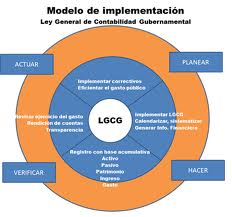 Modelo de implementación
Ley General de Contabilidad Gubernamental
ACTUAR
PLANEAR
Implementar correctivos
Eficientar el gasto público
Revisar ejercicio del gasto
Rendición de cuentas
Transparencia
LGCG
Implementar LGCG
Calendarizar, sistematizar
Generar Info. Financiera
Registro con base acumulativa
Activo
Pasivo
Patrimonio
Ingreso
Gasto
VERIFICAR
HACER